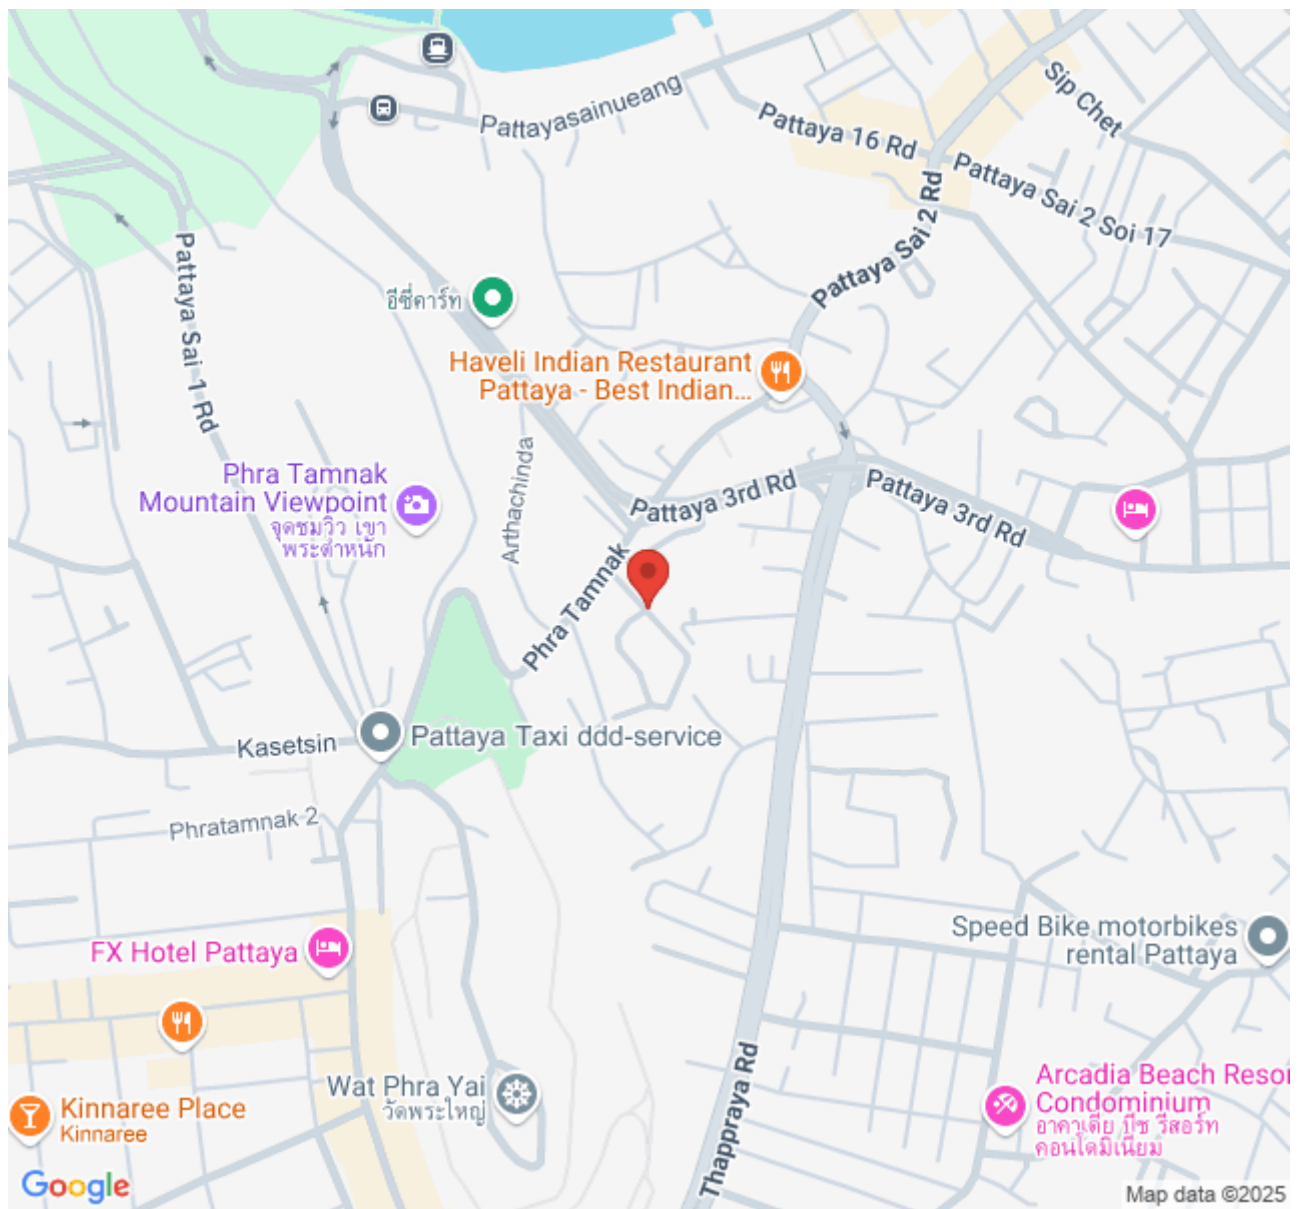 Pattayasainueang
Sip Chet
Pattaya 16 Rd
Pattaya Sai 2 Soi 17
Pattaya Sai 2 Rd
Pattaya Sai 1 Rd
อีซี่คาร์ท
Haveli Indian Restaurant
Pattaya - Best Indian...
Arthachinda
Phra Tamnak
Mountain Viewpoint
จุดชมวิว เขา
พระตำหนัก
Pattaya 3rd Rd
Pattaya 3rd Rd
Phra Tamnak
Kasetsin
Pattaya Taxi ddd-service
Phratamnak 2
FX Hotel Pattaya
Speed Bike motorbikes
rental Pattaya
Wat Phra Yai
วัดพระใหญ่
Thappraya Rd
Arcadia Beach Resor
Condominium
อาคาเดีย บีช รีสอร์ท
คอนโดมิเนียม
Kinnaree Place
Kinnaree
Google
Map data ©2025